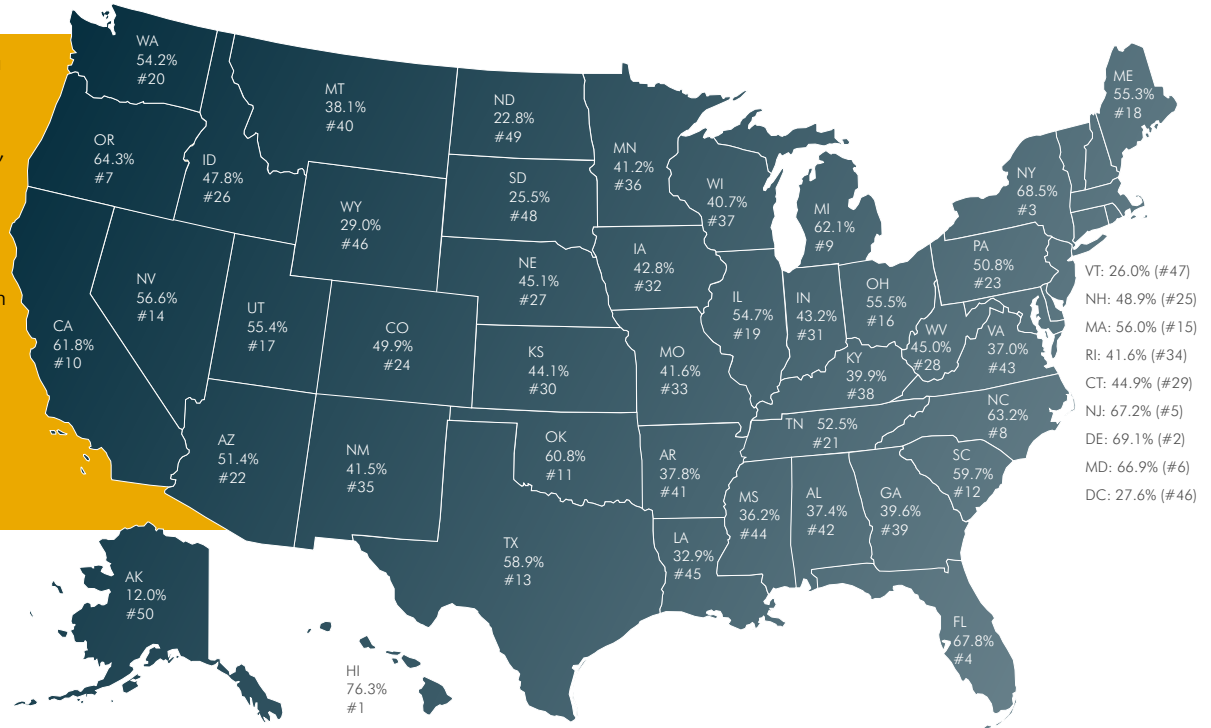 WA
54.2%
#20
MT
38.1%
#40
ND
22.8%
#49
MN
41.2%
#36
ME
55.3%
#18
OR
64.3%
#7
ID
47.8%
#26
SD
25.5%
#48
WI
40.7%
#37
NY
68.5%
#3
WY
29.0%
#46
MI
62.1%
#9
IA
42.8%
#32
PA
50.8%
#23
NE
45.1%
#27
NV
56.6%
#14
UT
55.4%
#17
IL
54.7%
#19
IN
43.2%
#31
OH
55.5%
#16
CA
61.8%
#10
CO
49.9%
#24
KS
44.1%
#30
MO
41.6%
#33
KY
39.9%
#38
WV
45.0%
#28
VA
37.0%
#43
NC
63.2%
#8
TN 52.5%
#21
AZ
51.4%
#22
NM
41.5%
#35
OK
60.8%
#11
AR
37.8%
#41
SC
59.7%
#12
MS
36.2%
#44
AL
37.4%
#42
GA
39.6%
#39
TX
58.9%
#13
LA
32.9%
#45
FL
67.8%
#4
AK
12.0%
#50
HI
76.3%
#1
VT: 26.0% (#47)
NH: 48.9% (#25)
MA: 56.0% (#15)
RI: 41.6% (#34)
CT: 44.9% (#29)
NJ: 67.2% (#5)
DE: 69.1% (#2)
MD: 66.9% (#6)
DC: 27.6% (#46)